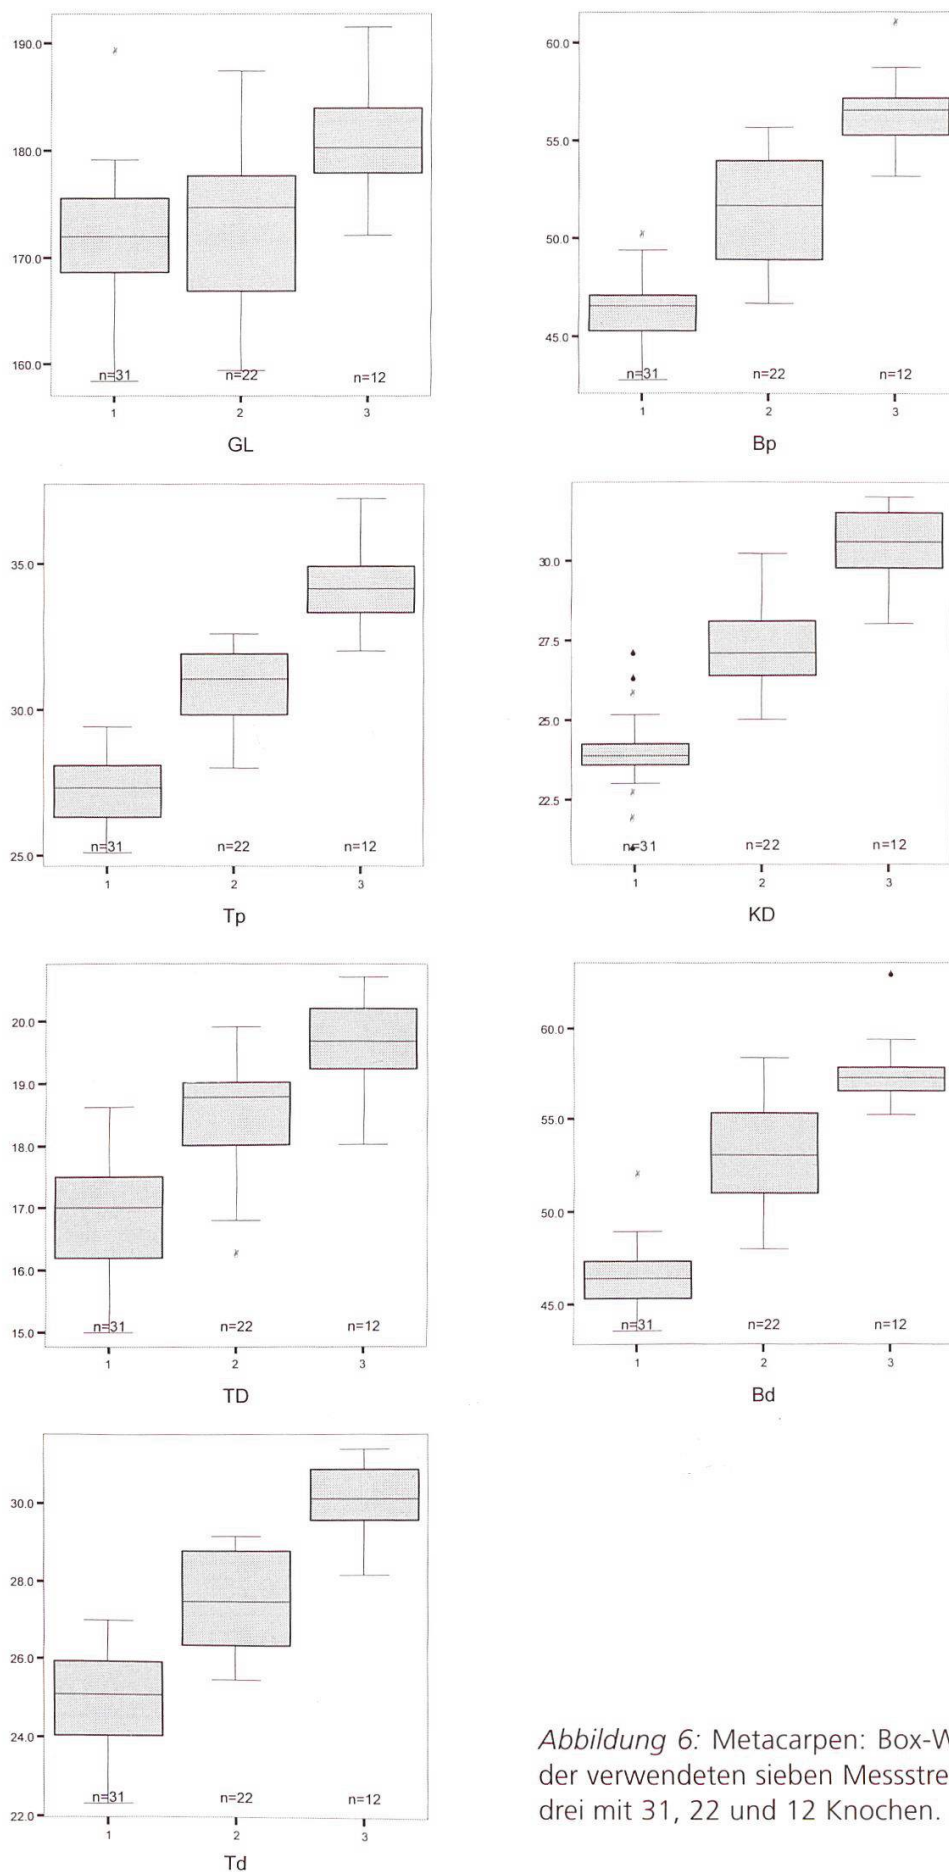 190.0
180.0
170.0
160.0
n=31 n=22 n=12
1 2 3
GL
60.0
55.0
50.0
45.0
n=31 n=22 n=12
1 2 3
Bp
35.0
30.0
25.0
n=31 n=22 n=12
1 2 3
Tp
30.0
27.5
25.0
22.5
n=31 n=22 n=12
1 2 3
KD
20.0
19.0
18.0
17.0
16.0
15.0
n=31 n=22 n=12
1 2 3
TD
60.0
55.0
50.0
45.0
n=31 n=22 n=12
1 2 3
Bd
30.0
28.0
26.0
24.0
22.0
n=31 n=22 n=12
1 2 3
Td
Abbildung 6: Metacarpen: Box-W
der verwendeten sieben Messstre
drei mit 31, 22 und 12 Knochen.